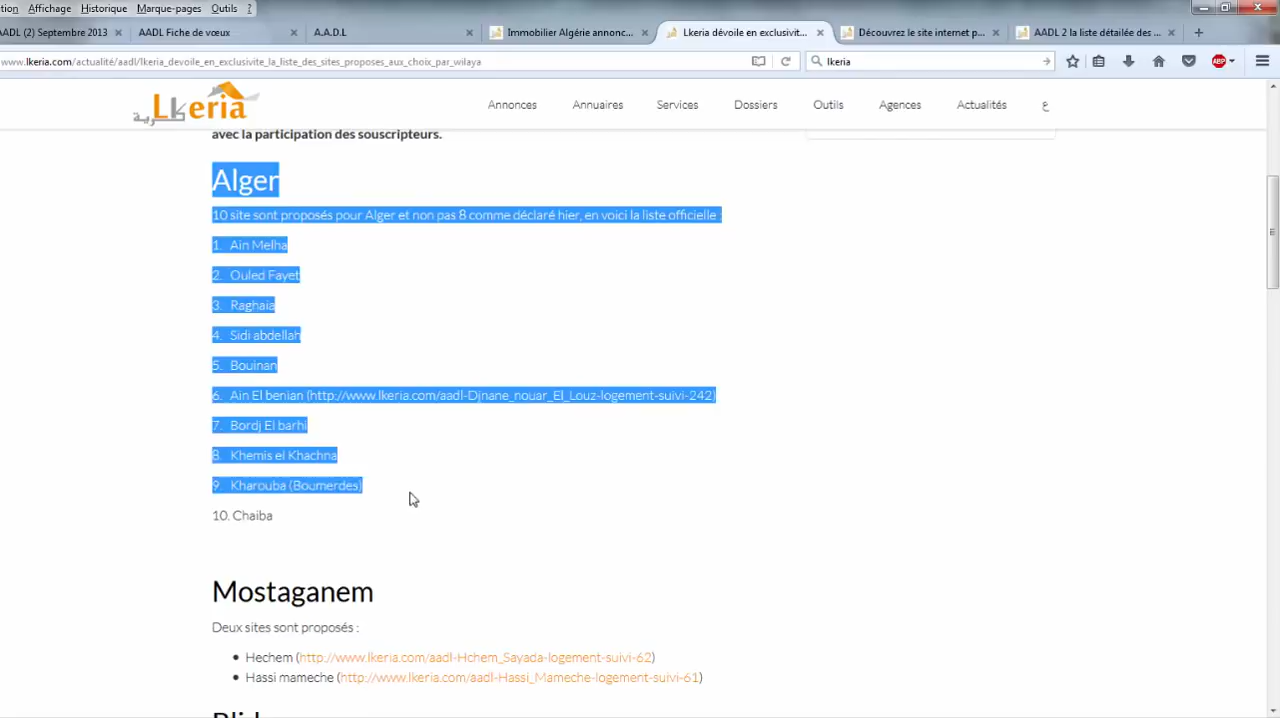 tion Affichage Historique Marque-pages Outils ?
AADL (2) Septembre 2013 AADL Fiche de vœux A.A.D.L Immobilier Algérie annonc... Lkeria dévoile en exclusivit... Découvrez le site internet p... AADL 2 la liste détailée des ...
www.lkeria.com/actualité/aadl/lkeria_devoile_en_exclusivite_la_liste_des_sites_proposes_aux_choix_par_wilaya lkeria ABP
Lkeria لكرية Annonces Annuaires Services Dossiers Outils Agences Actualités ع
avec la participation des souscripteurs.
Alger
10 site sont proposés pour Alger et non pas 8 comme déclaré hier, en voici la liste officielle :
1. Ain Melha
2. Ouled Fayet
3. Raghaia
4. Sidi abdellah
5. Bouinan
6. Ain El benian (http://www.lkeria.com/aadl-Djnane_nouar_El_Louz-logement-suivi-242)
7. Bordj El barhi
8. Khemis el Khachna
9. Kharouba (Boumerdes)
10. Chaiba
Mostaganem
Deux sites sont proposés :
• Hechem (http://www.lkeria.com/aadl-Hchem_Sayada-logement-suivi-62)
• Hassi mameche (http://www.lkeria.com/aadl-Hassi_Mameche-logement-suivi-61)